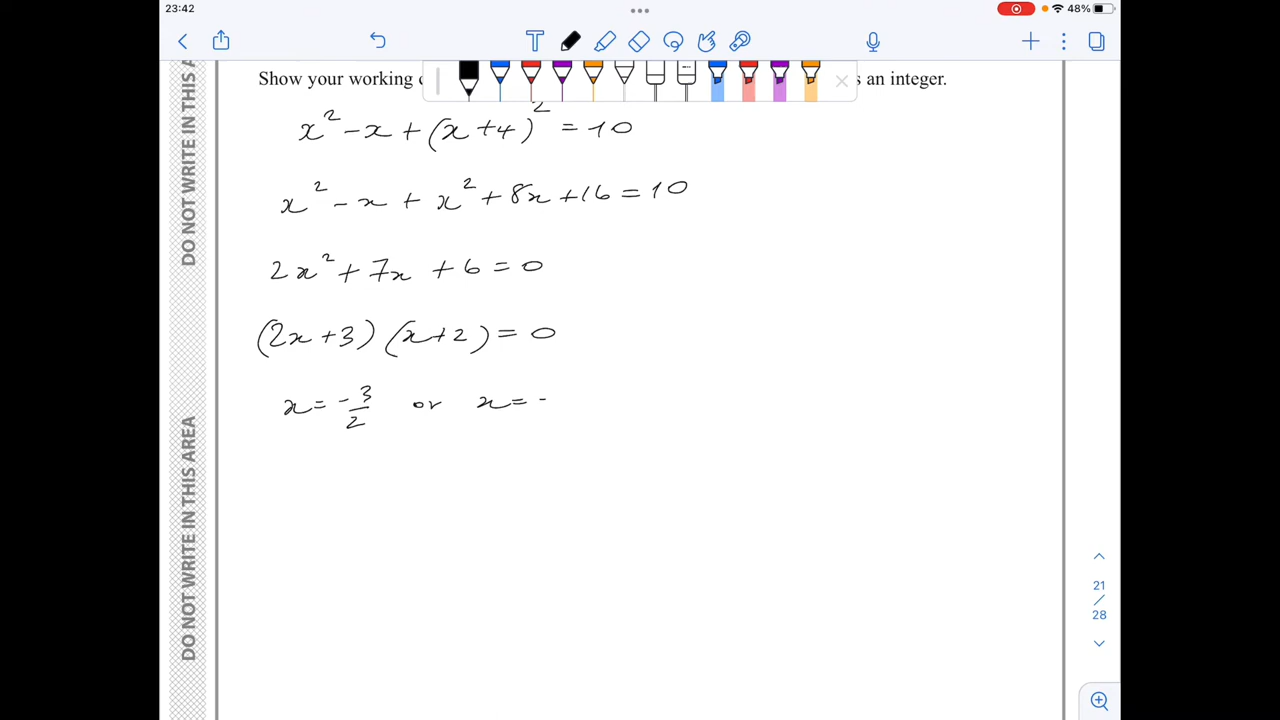 23:42
48%
Show your working
s an integer.
x² - x + (x+4)² = 10
x² - x + x² + 8x + 16 = 10
2x² + 7x + 6 = 0
(2x+3)(x+2) = 0
x = -3/2 or x = -
DO NOT WRITE IN THIS A
DO NOT WRITE IN THIS AREA
21
/
28